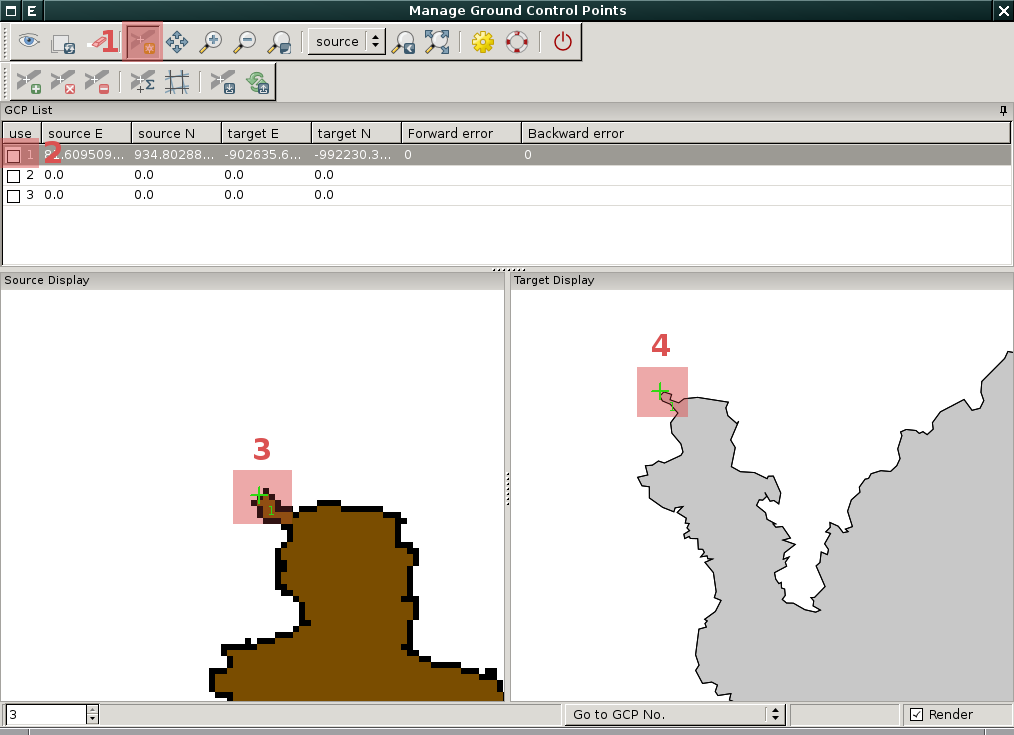 Manage Ground Control Points
1
source
GCP List
use source E source N target E target N Forward error Backward error
1 2 934.80288... -902635.6... -992230.3... 0 0
2 0.0 0.0 0.0 0.0
3 0.0 0.0 0.0 0.0
Source Display Target Display
4
3
1
3 Go to GCP No. Render